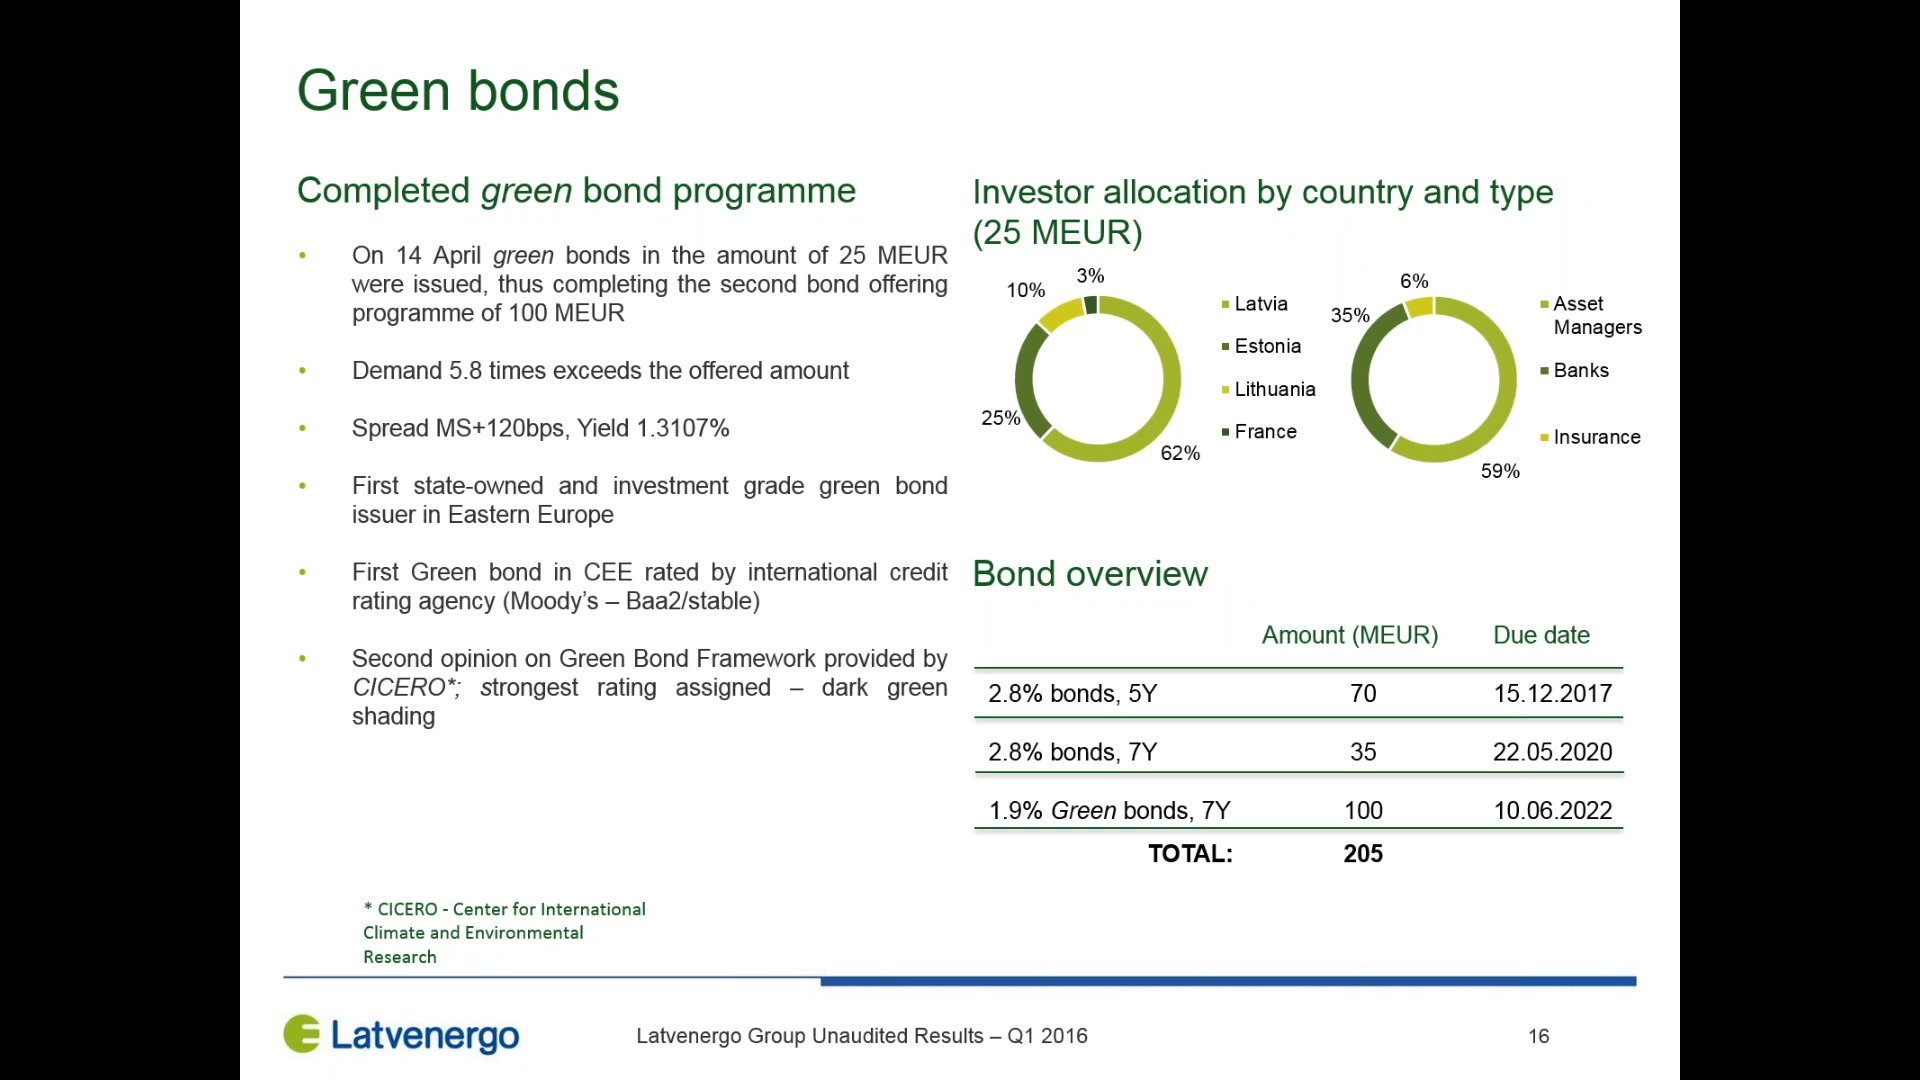 Green bonds
Completed green bond programme
• On 14 April green bonds in the amount of 25 MEUR
were issued, thus completing the second bond offering
programme of 100 MEUR
• Demand 5.8 times exceeds the offered amount
• Spread MS+120bps, Yield 1.3107%
• First state-owned and investment grade green bond
issuer in Eastern Europe
• First Green bond in CEE rated by international credit
rating agency (Moody’s – Baa2/stable)
• Second opinion on Green Bond Framework provided by
CICERO*; strongest rating assigned – dark green
shading
* CICERO - Center for International
Climate and Environmental
Research
Investor allocation by country and type
(25 MEUR)
3%
10%
25%
62%
Latvia
Estonia
Lithuania
France
6%
35%
59%
Asset
Managers
Banks
Insurance
Bond overview
Amount (MEUR) Due date
2.8% bonds, 5Y 70 15.12.2017
2.8% bonds, 7Y 35 22.05.2020
1.9% Green bonds, 7Y 100 10.06.2022
TOTAL: 205
Latvenergo
Latvenergo Group Unaudited Results – Q1 2016
16